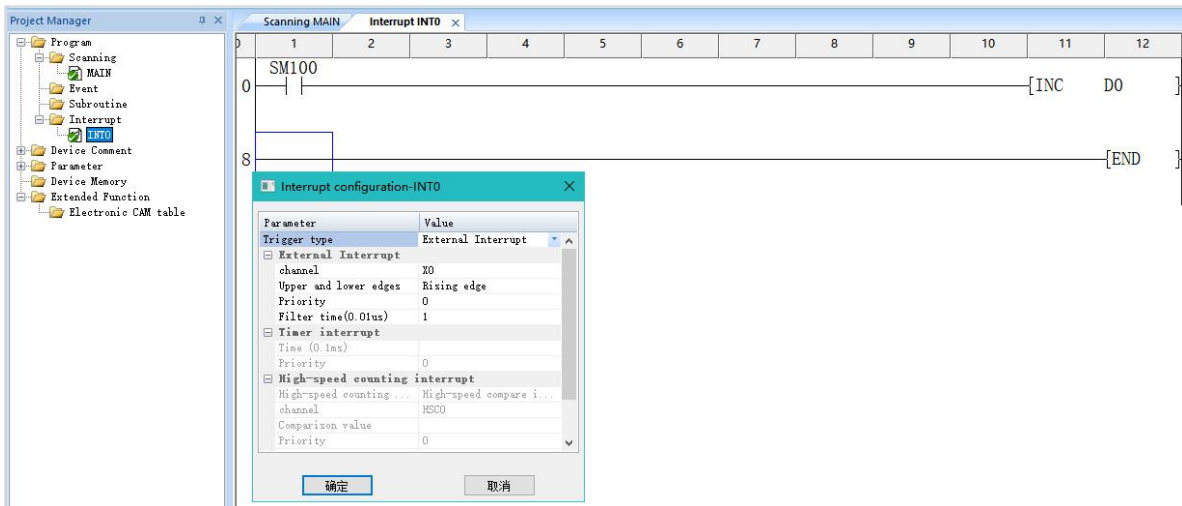 Project Manager
Scanning MAIN
Interrupt INT0
Program
Scanning
MAIN
Event
Subroutine
Interrupt
INT0
Device Comment
Parameter
Device Memory
Extended Function
Electronic CAM table
1 2 3 4 5 6 7 8 9 10 11 12
SM100
0 INC D0
8 END
Interrupt configuration-INT0
Parameter Value
Trigger type External Interrupt
External Interrupt
channel X0
Upper and lower edges Rising edge
Priority 0
Filter time(0.01us) 1
Timer interrupt
Time (0.1ms)
Priority 0
High-speed counting interrupt
High-speed counting ... High-speed compare i...
channel HSC0
Comparison value
Priority 0
确定 取消